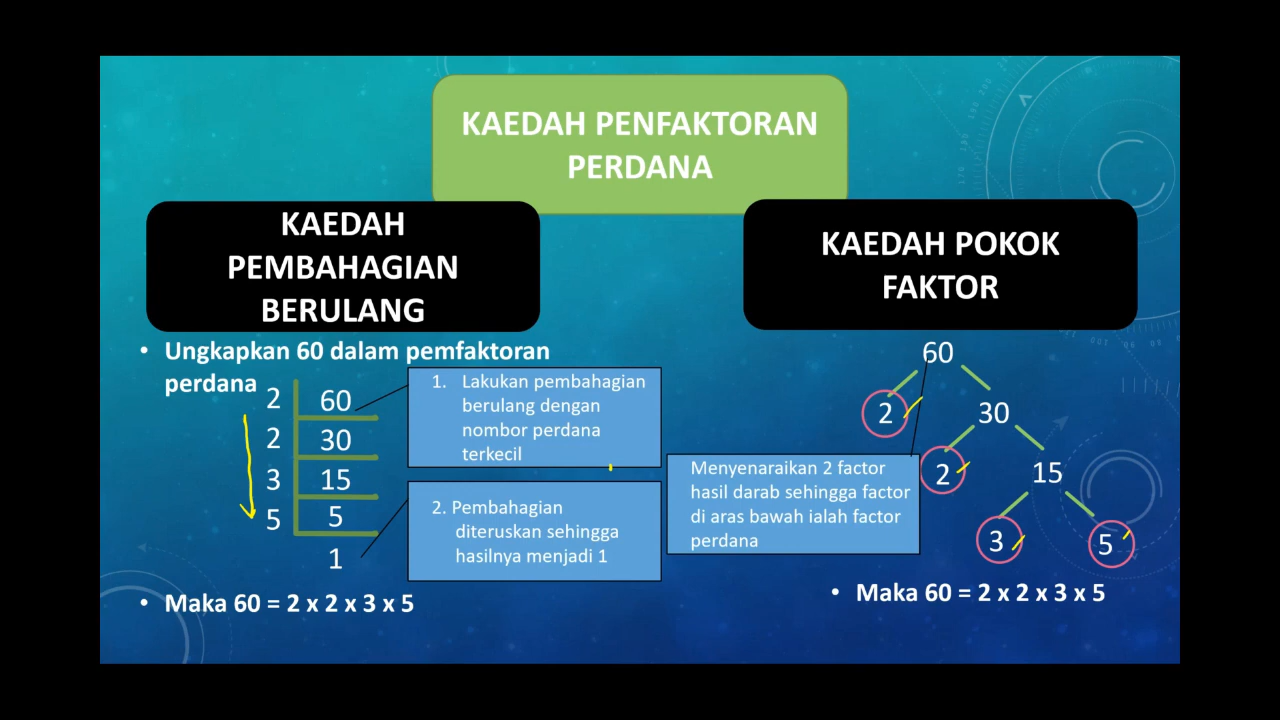 KAEDAH PENFAKTORAN
PERDANA
KAEDAH
PEMBAHAGIAN
BERULANG
• Ungkapkan 60 dalam pemfaktoran
perdana
2 60
2 30
3 15
5 5
1
1. Lakukan pembahagian
berulang dengan
nombor perdana
terkecil
2. Pembahagian
diteruskan sehingga
hasilnya menjadi 1
• Maka 60 = 2 x 2 x 3 x 5
KAEDAH POKOK
FAKTOR
60
2 30
2 15
3 5
Menyenaraikan 2 factor
hasil darab sehingga factor
di aras bawah ialah factor
perdana
• Maka 60 = 2 x 2 x 3 x 5